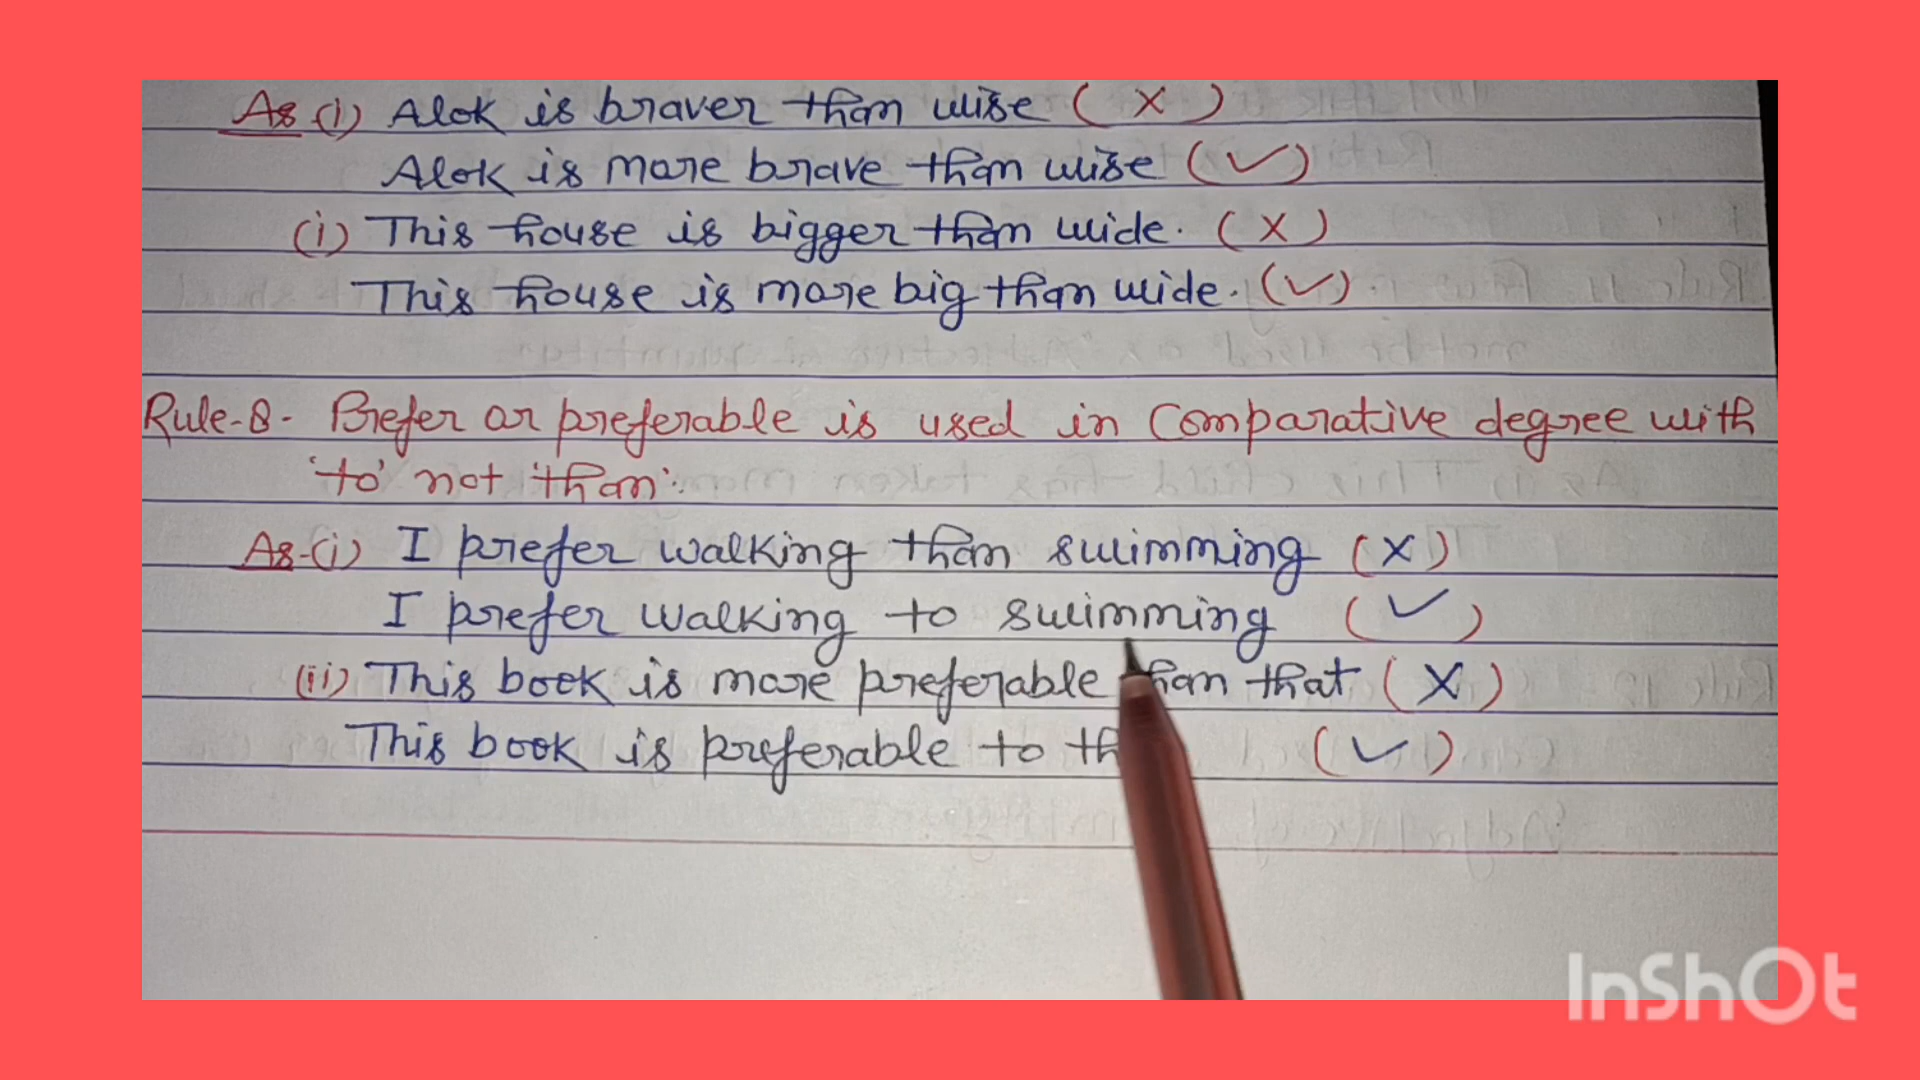 As (i) Alok is braver than wise (×)
Alok is more brave than wise (✓)
(i) This house is bigger than wide. (×)
This house is more big than wide. (✓)
Rule-8- Prefer or preferable is used in Comparative degree with
'to' not 'than'.
As-(i) I prefer walking than swimming (×)
I prefer walking to swimming (✓)
(ii) This book is more preferable than that (×)
This book is preferable to (✓)
InShOt